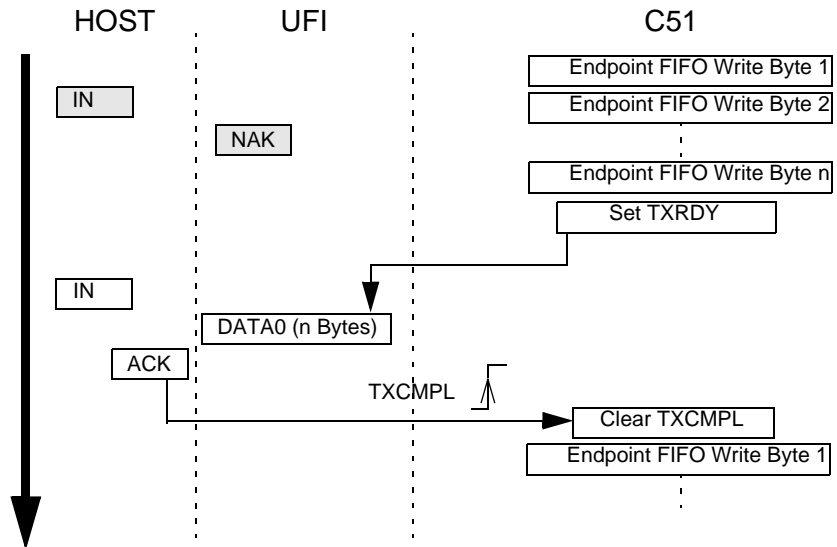 HOST UFI C51
Endpoint FIFO Write Byte 1
IN
Endpoint FIFO Write Byte 2
NAK
Endpoint FIFO Write Byte n
Set TXRDY
IN
DATA0 (n Bytes)
ACK
TXCMPL
Clear TXCMPL
Endpoint FIFO Write Byte 1